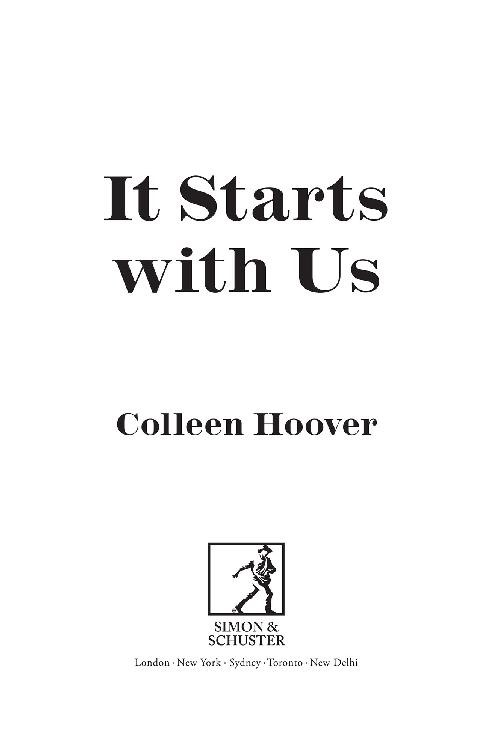 It Starts
with Us
Colleen Hoover
SIMON &
SCHUSTER
London · New York · Sydney · Toronto · New Delhi